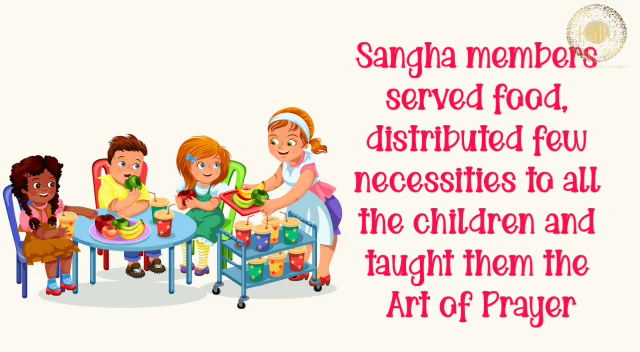 Sangha members
served food,
distributed few
necessities to all
the children and
taught them the
Art of Prayer